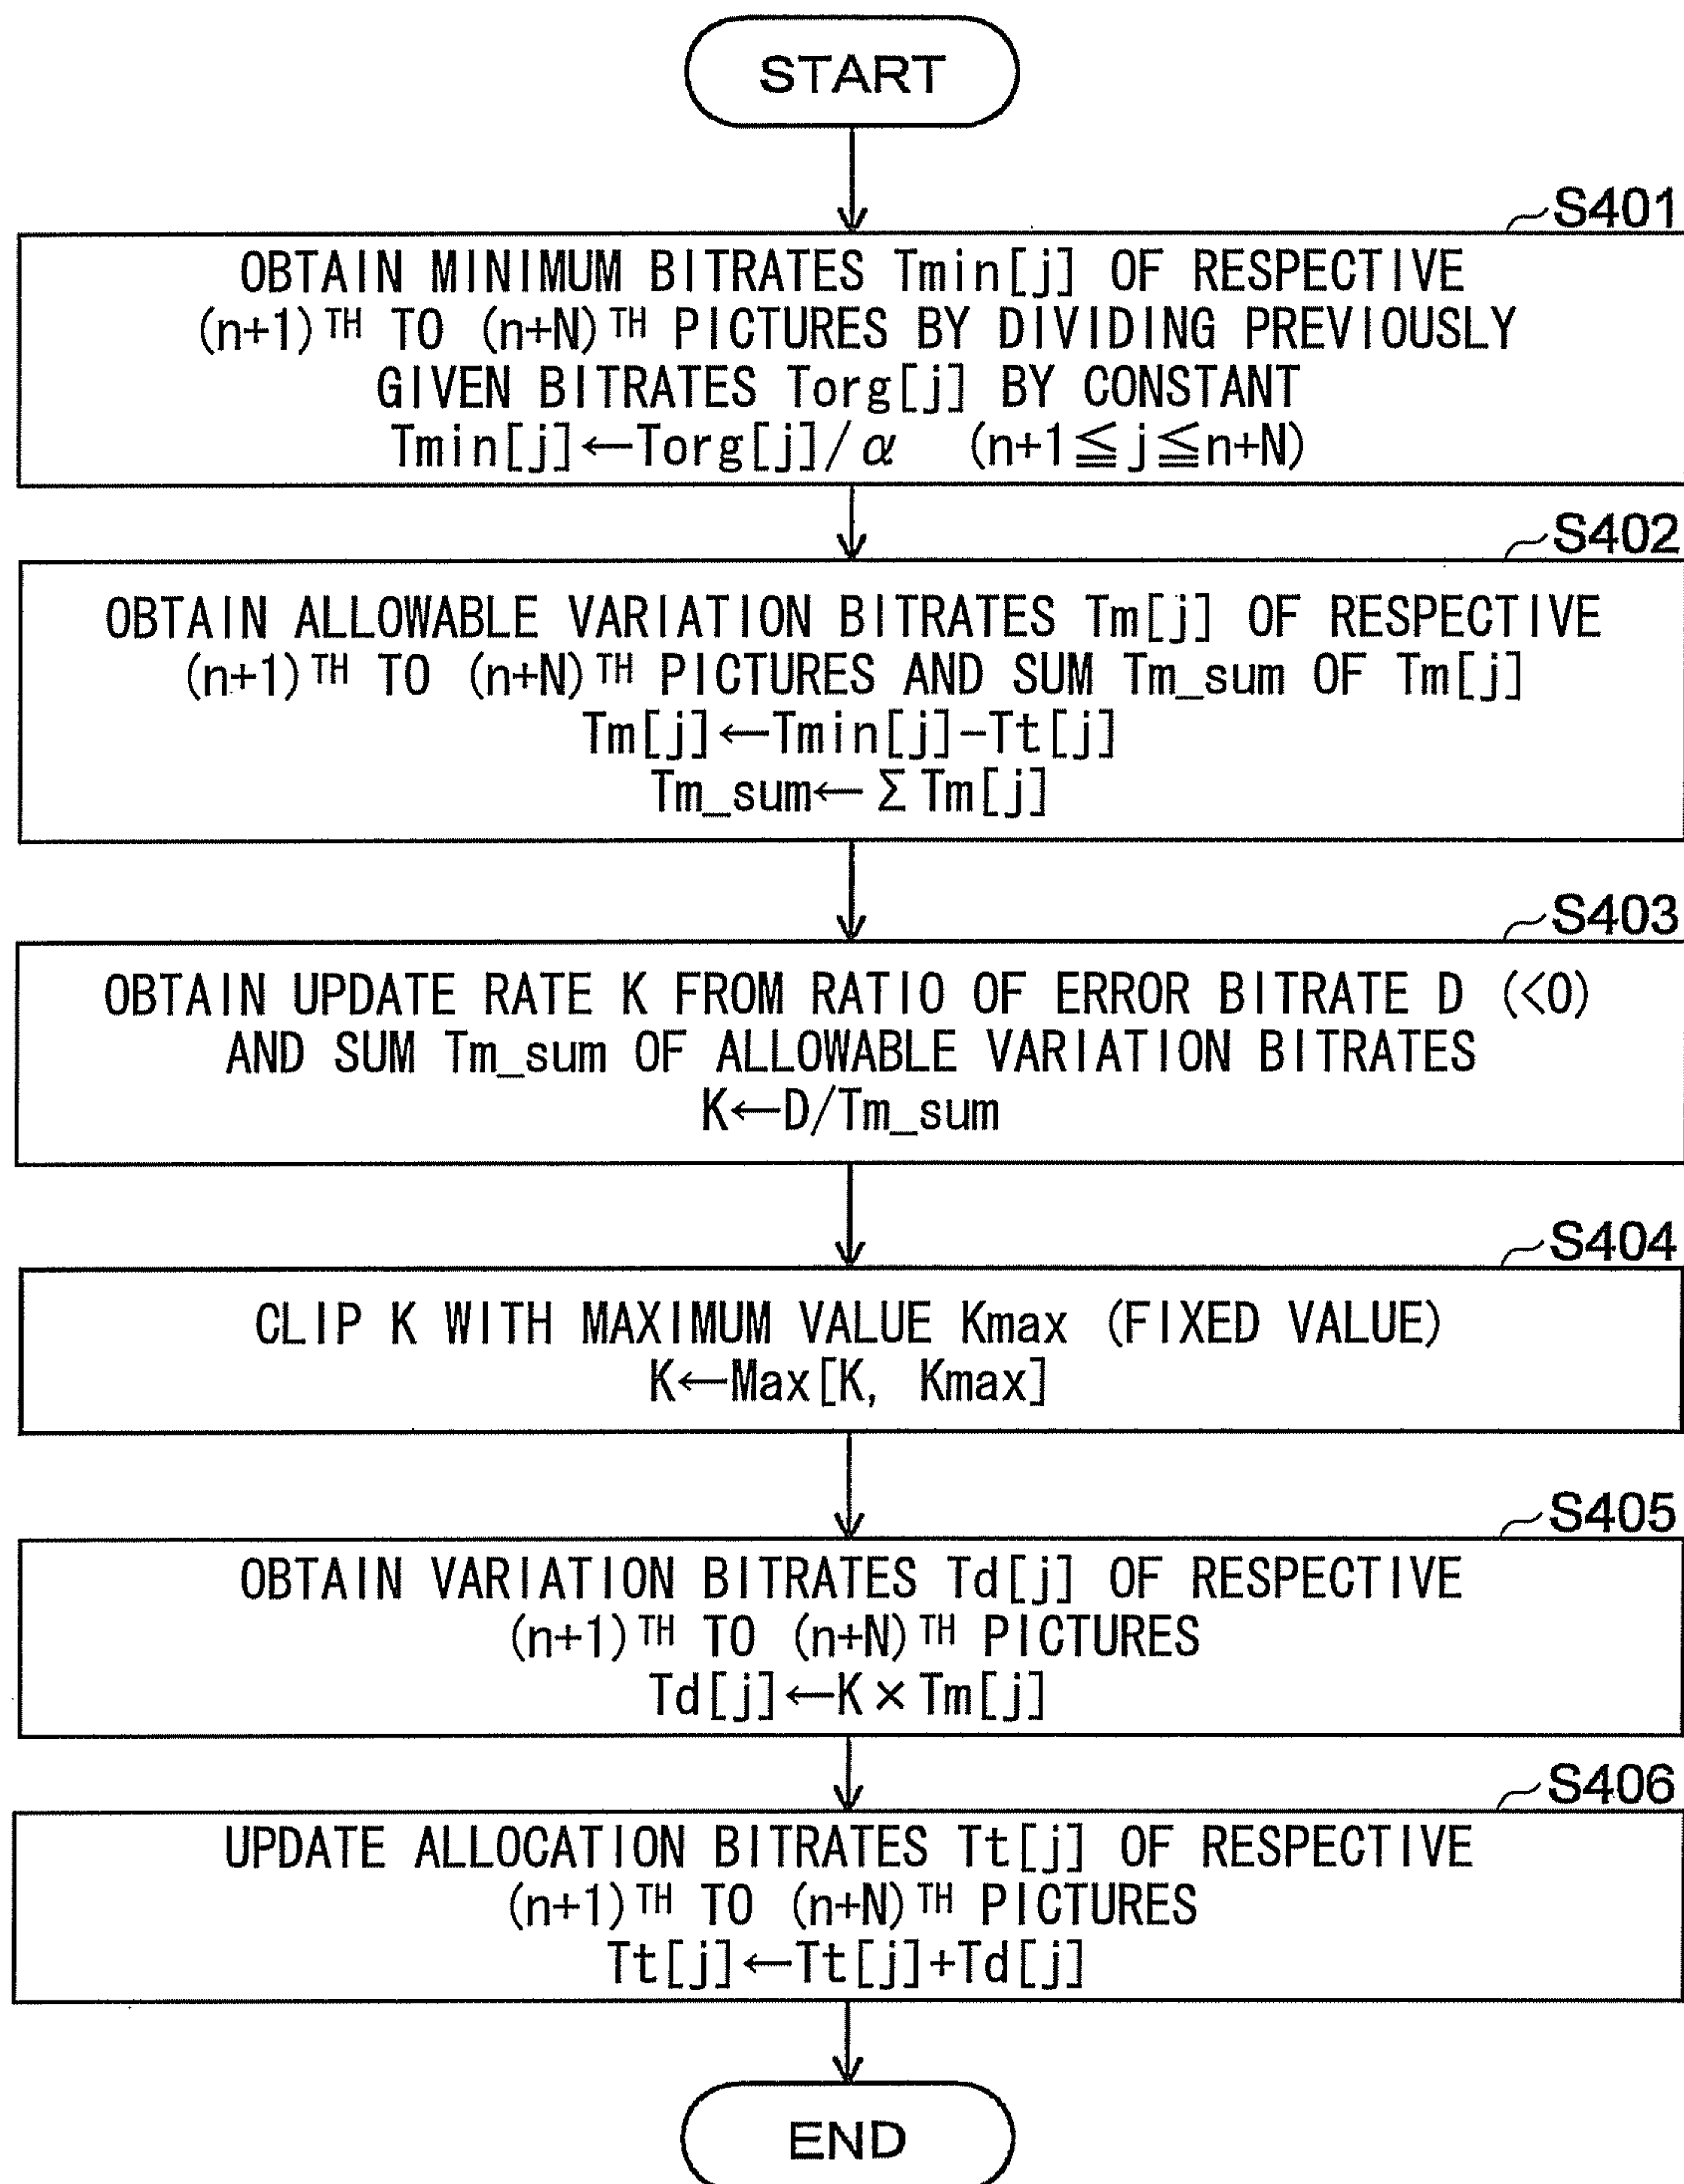 START
S401
OBTAIN MINIMUM BITRATES Tmin[j] OF RESPECTIVE
(n+1)TH TO (n+N)TH PICTURES BY DIVIDING PREVIOUSLY
GIVEN BITRATES Torg[j] BY CONSTANT
Tmin[j]←Torg[j]/α (n+1≦j≦n+N)
S402
OBTAIN ALLOWABLE VARIATION BITRATES Tm[j] OF RESPECTIVE
(n+1)TH TO (n+N)TH PICTURES AND SUM Tm_sum OF Tm[j]
Tm[j]←Tmin[j]−Tt[j]
Tm_sum←ΣTm[j]
S403
OBTAIN UPDATE RATE K FROM RATIO OF ERROR BITRATE D (<0)
AND SUM Tm_sum OF ALLOWABLE VARIATION BITRATES
K←D/Tm_sum
S404
CLIP K WITH MAXIMUM VALUE Kmax (FIXED VALUE)
K←Max[K, Kmax]
S405
OBTAIN VARIATION BITRATES Td[j] OF RESPECTIVE
(n+1)TH TO (n+N)TH PICTURES
Td[j]←K×Tm[j]
S406
UPDATE ALLOCATION BITRATES Tt[j] OF RESPECTIVE
(n+1)TH TO (n+N)TH PICTURES
Tt[j]←Tt[j]+Td[j]
END